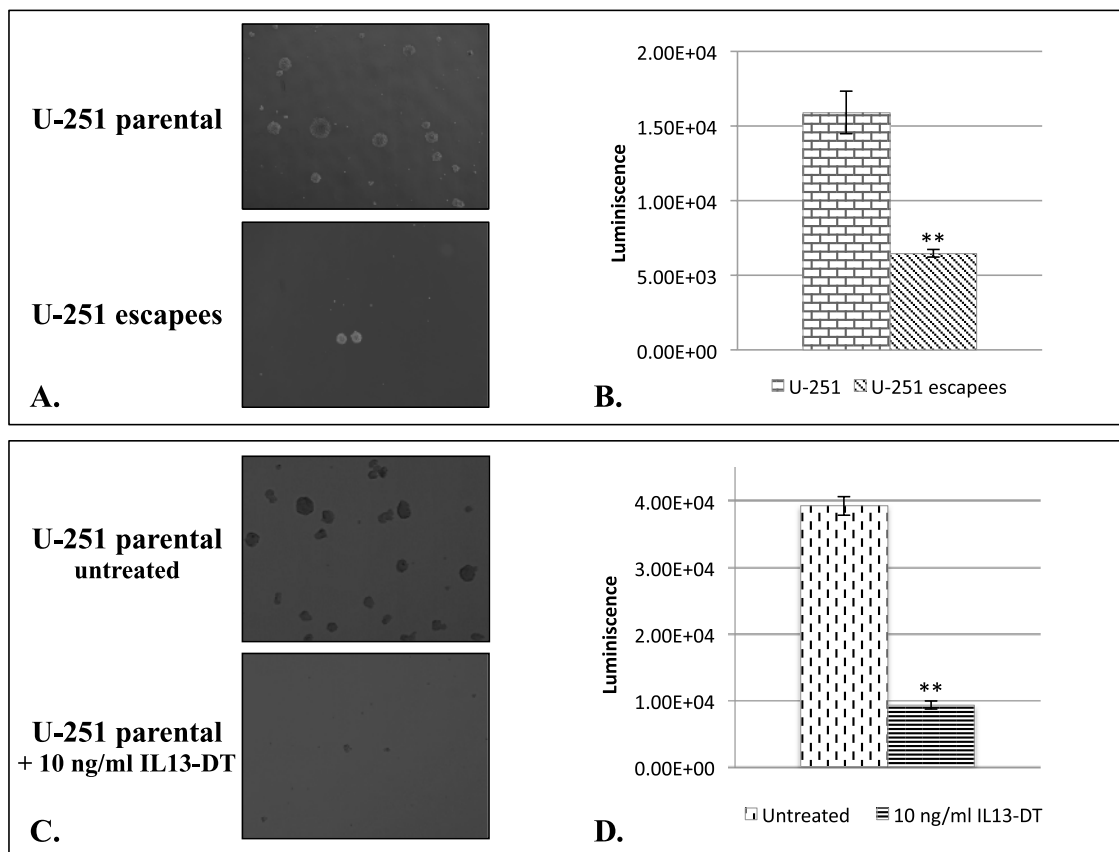 U-251 parental
U-251 escapees
A.
2.00E+04
1.50E+04
1.00E+04
5.00E+03
0.00E+00
Luminiscence
**
U-251 U-251 escapees
B.
U-251 parental
untreated
U-251 parental
+ 10 ng/ml IL13-DT
C.
4.00E+04
3.00E+04
2.00E+04
1.00E+04
0.00E+00
Luminiscence
**
Untreated 10 ng/ml IL13-DT
D.